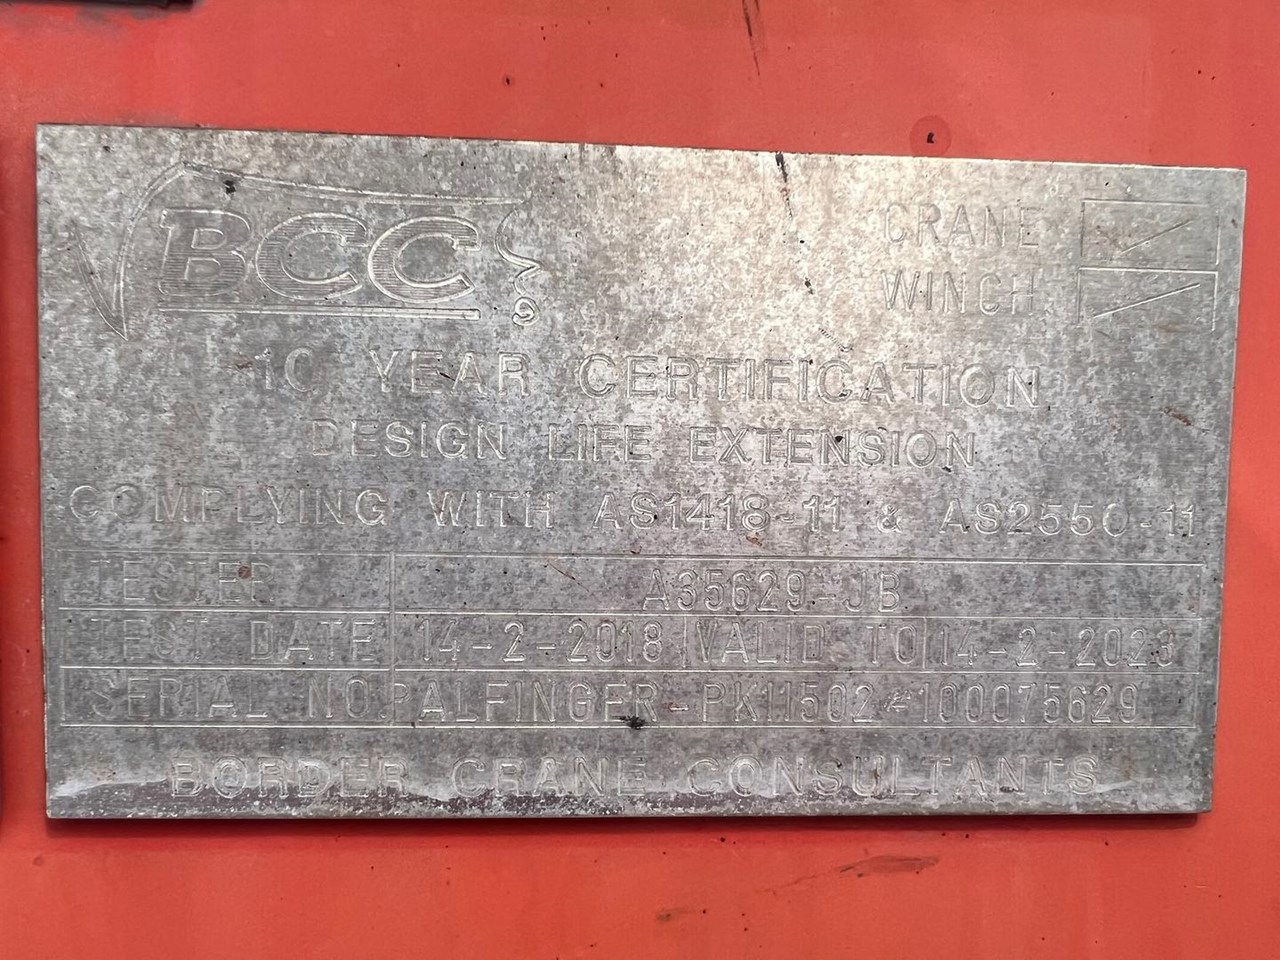 BCC
CRANE
WINCH
10 YEAR CERTIFICATION
DESIGN LIFE EXTENSION
COMPLYING WITH AS1418-11 & AS2550-11
TESTER A35629-JB
TEST DATE 14-2-2018 VALID TO 14-2-2023
SERIAL NO. PALFINGER-PK11502-100075629
BORDER CRANE CONSULTANTS